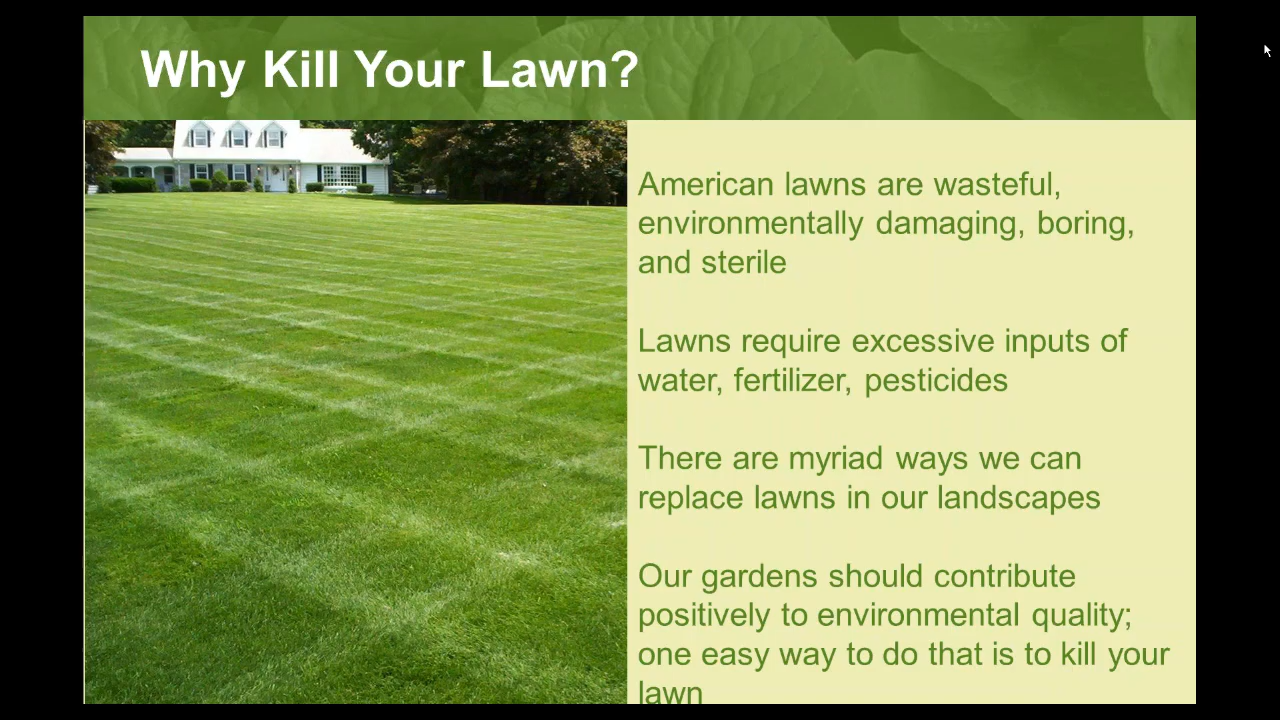 Why Kill Your Lawn?
American lawns are wasteful,
environmentally damaging, boring,
and sterile
Lawns require excessive inputs of
water, fertilizer, pesticides
There are myriad ways we can
replace lawns in our landscapes
Our gardens should contribute
positively to environmental quality;
one easy way to do that is to kill your
lawn